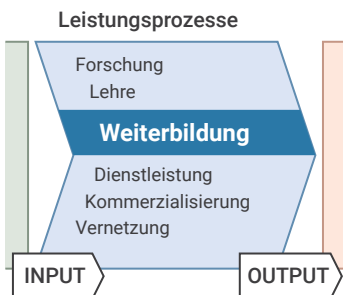 Leistungsprozesse
Forschung
Lehre
Weiterbildung
Dienstleistung
Kommerzialisierung
Vernetzung
INPUT
OUTPUT